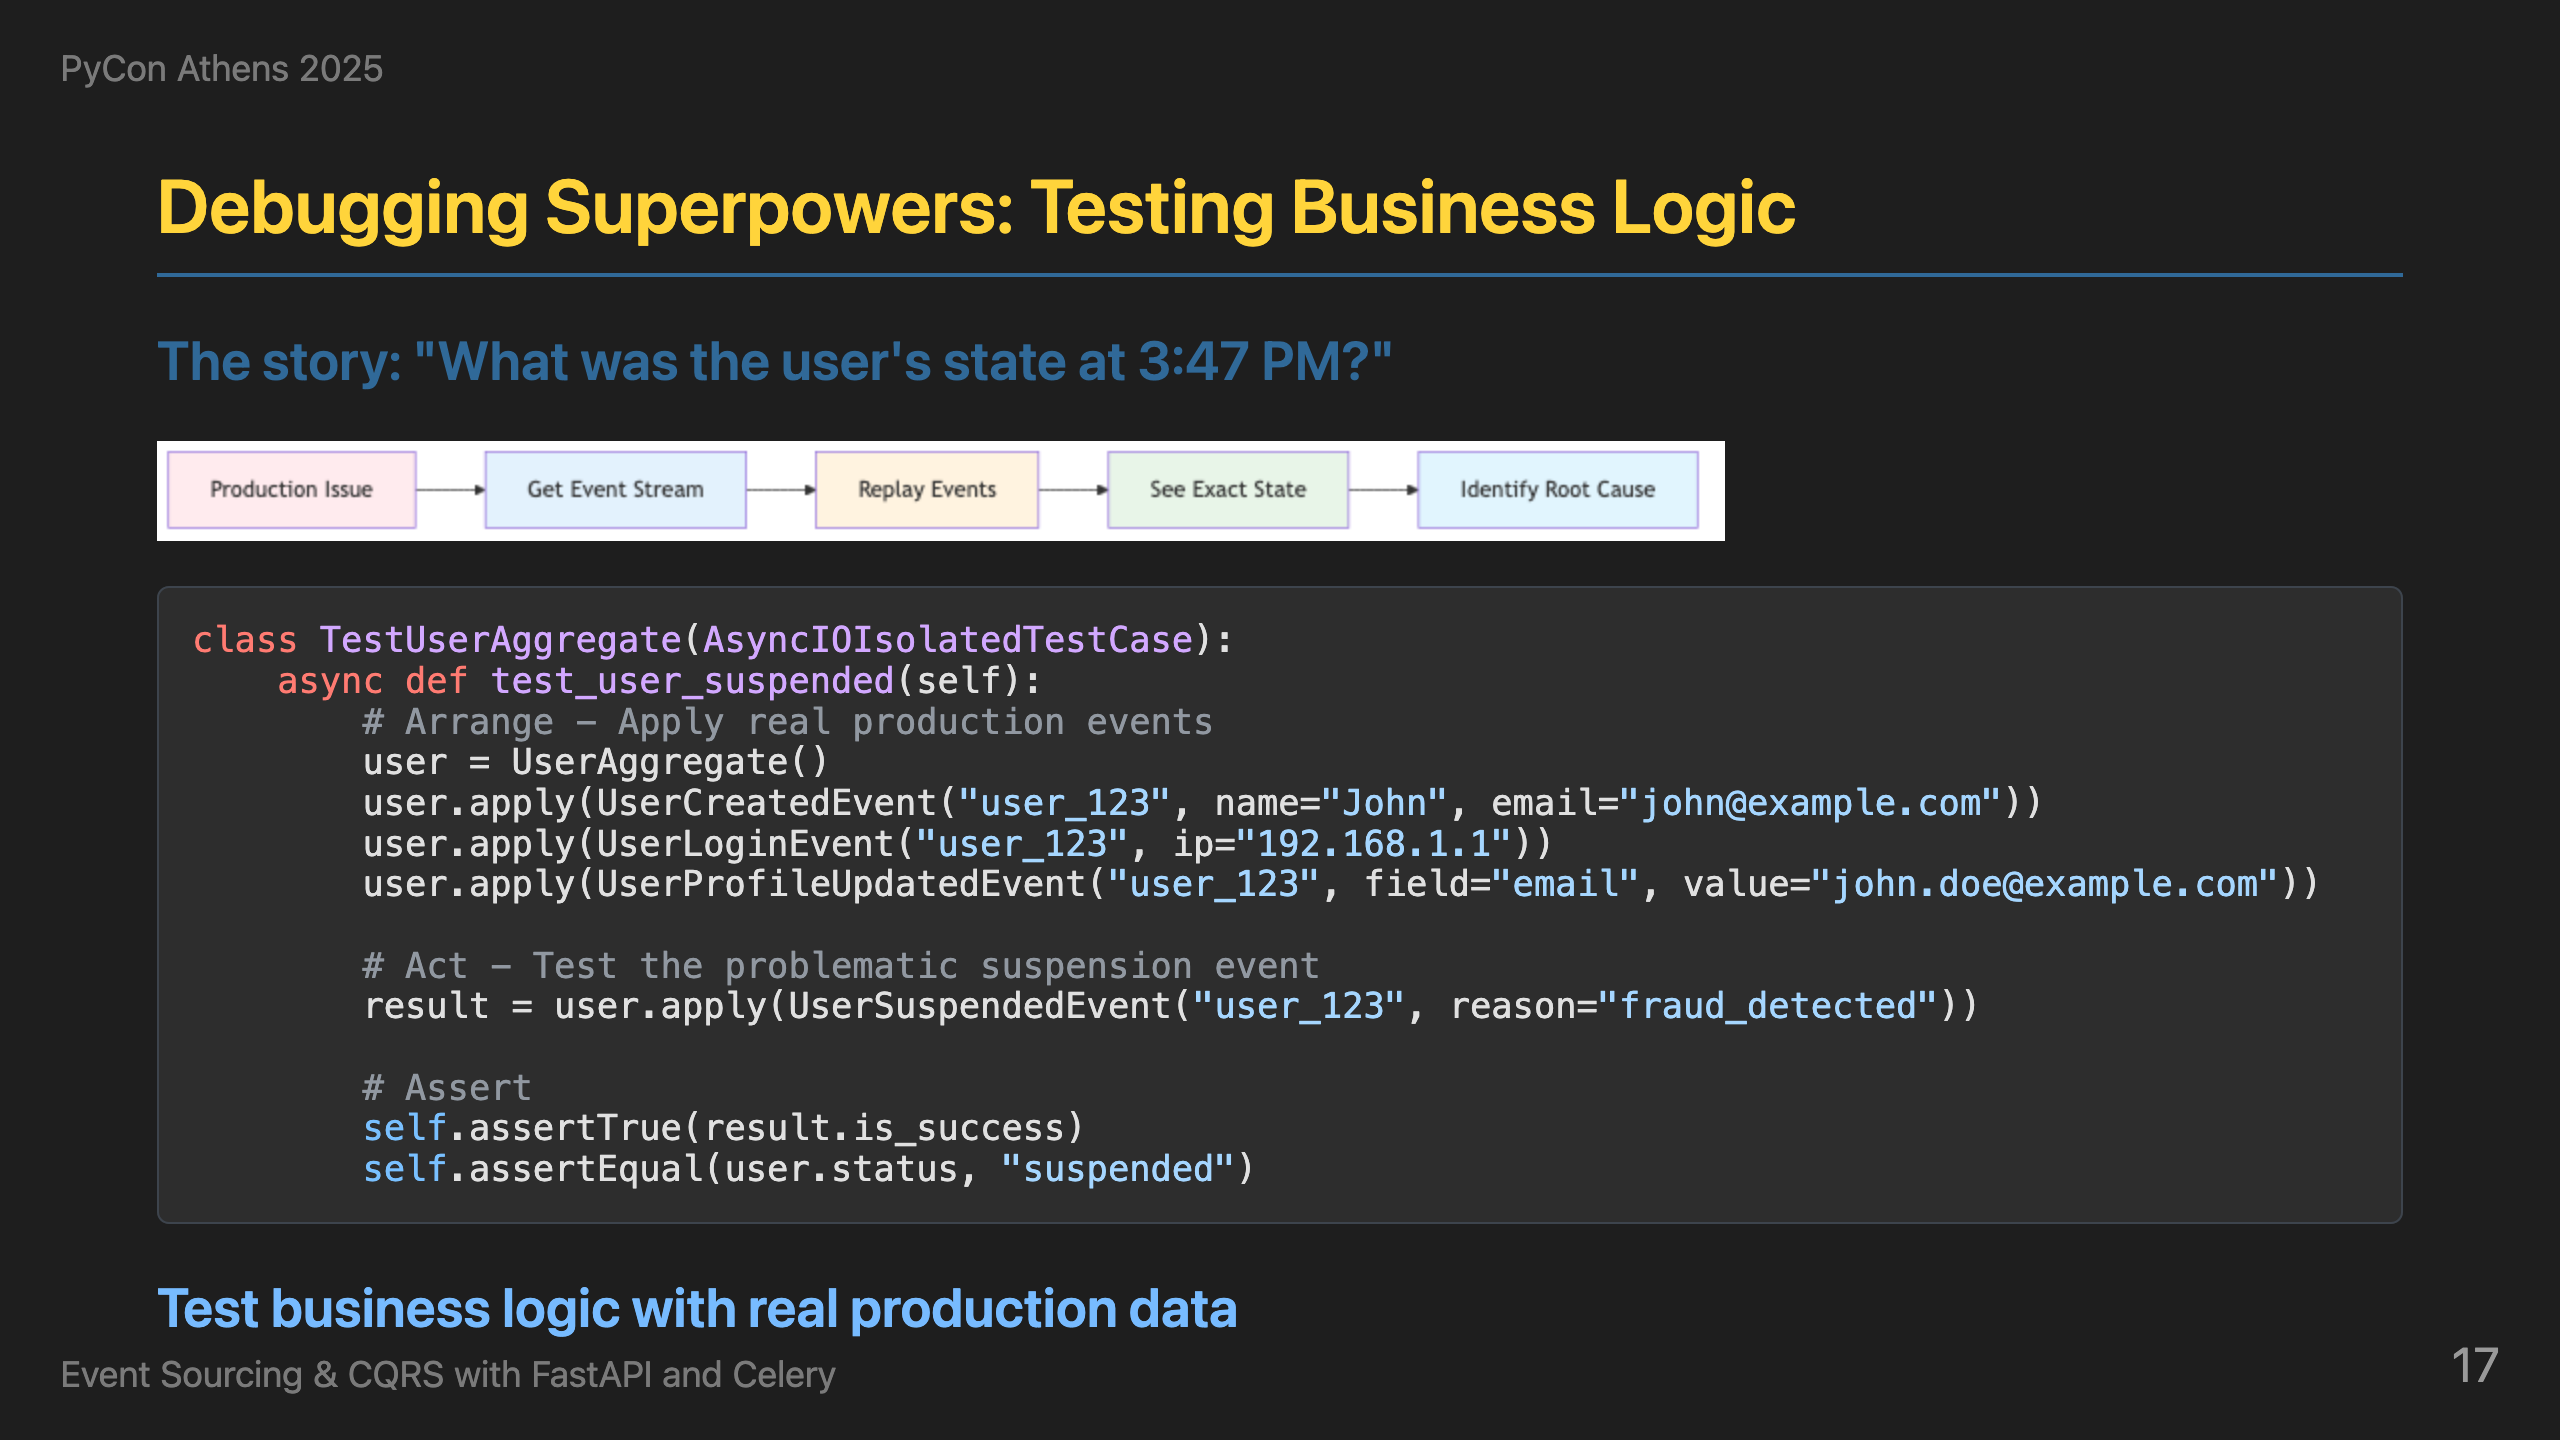 PyCon Athens 2025
Debugging Superpowers: Testing Business Logic
The story: "What was the user's state at 3:47 PM?"
Production Issue
Get Event Stream
Replay Events
See Exact State
Identify Root Cause
class TestUserAggregate(AsyncIOIsolatedTestCase):
    async def test_user_suspended(self):
        # Arrange – Apply real production events
        user = UserAggregate()
        user.apply(UserCreatedEvent("user_123", name="John", email="john@example.com"))
        user.apply(UserLoginEvent("user_123", ip="192.168.1.1"))
        user.apply(UserProfileUpdatedEvent("user_123", field="email", value="john.doe@example.com"))
        # Act – Test the problematic suspension event
        result = user.apply(UserSuspendedEvent("user_123", reason="fraud_detected"))
        # Assert
        self.assertTrue(result.is_success)
        self.assertEqual(user.status, "suspended")
Test business logic with real production data
Event Sourcing & CQRS with FastAPI and Celery
17